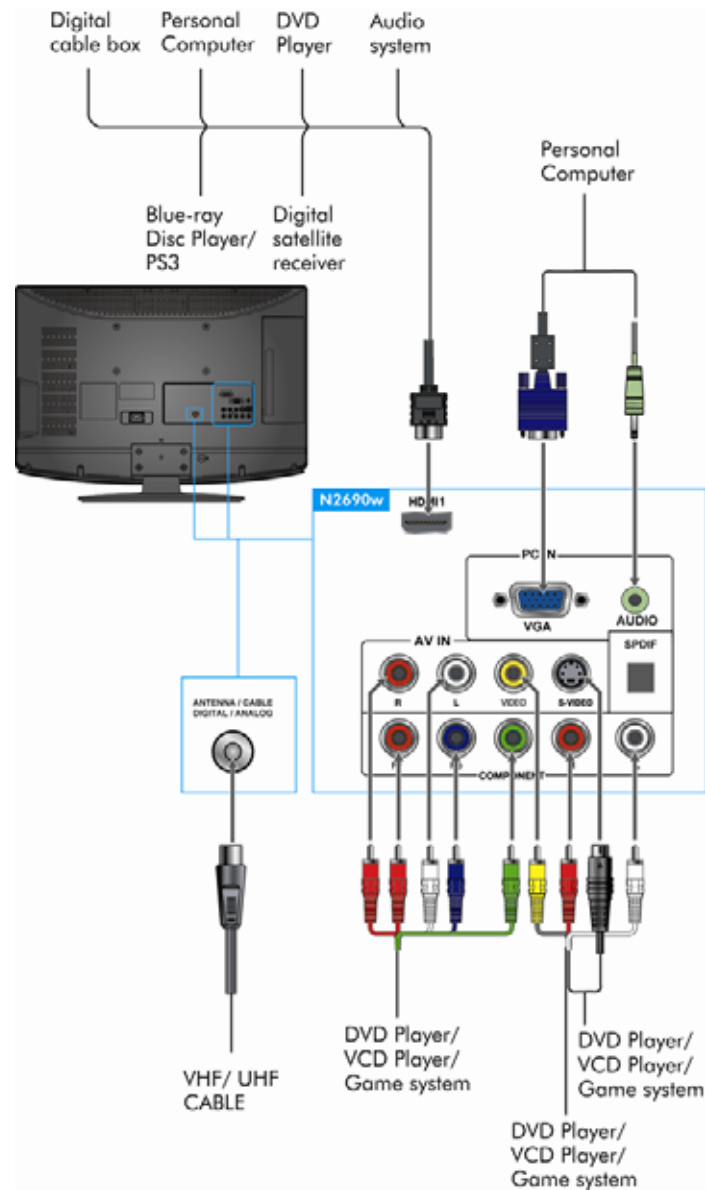 Digital
cable box
Personal
Computer
DVD
Player
Audio
system
Blue-ray
Disc Player/
PS3
Digital
satellite
receiver
Personal
Computer
N2690w
HDMI1
PC IN
VGA
AUDIO
SPDIF
AV IN
R
L
VIDEO
S-VIDEO
COMPONENT
ANTENNA / CABLE
DIGITAL / ANALOG
VHF/ UHF
CABLE
DVD Player/
VCD Player/
Game system
DVD Player/
VCD Player/
Game system
DVD Player/
VCD Player/
Game system